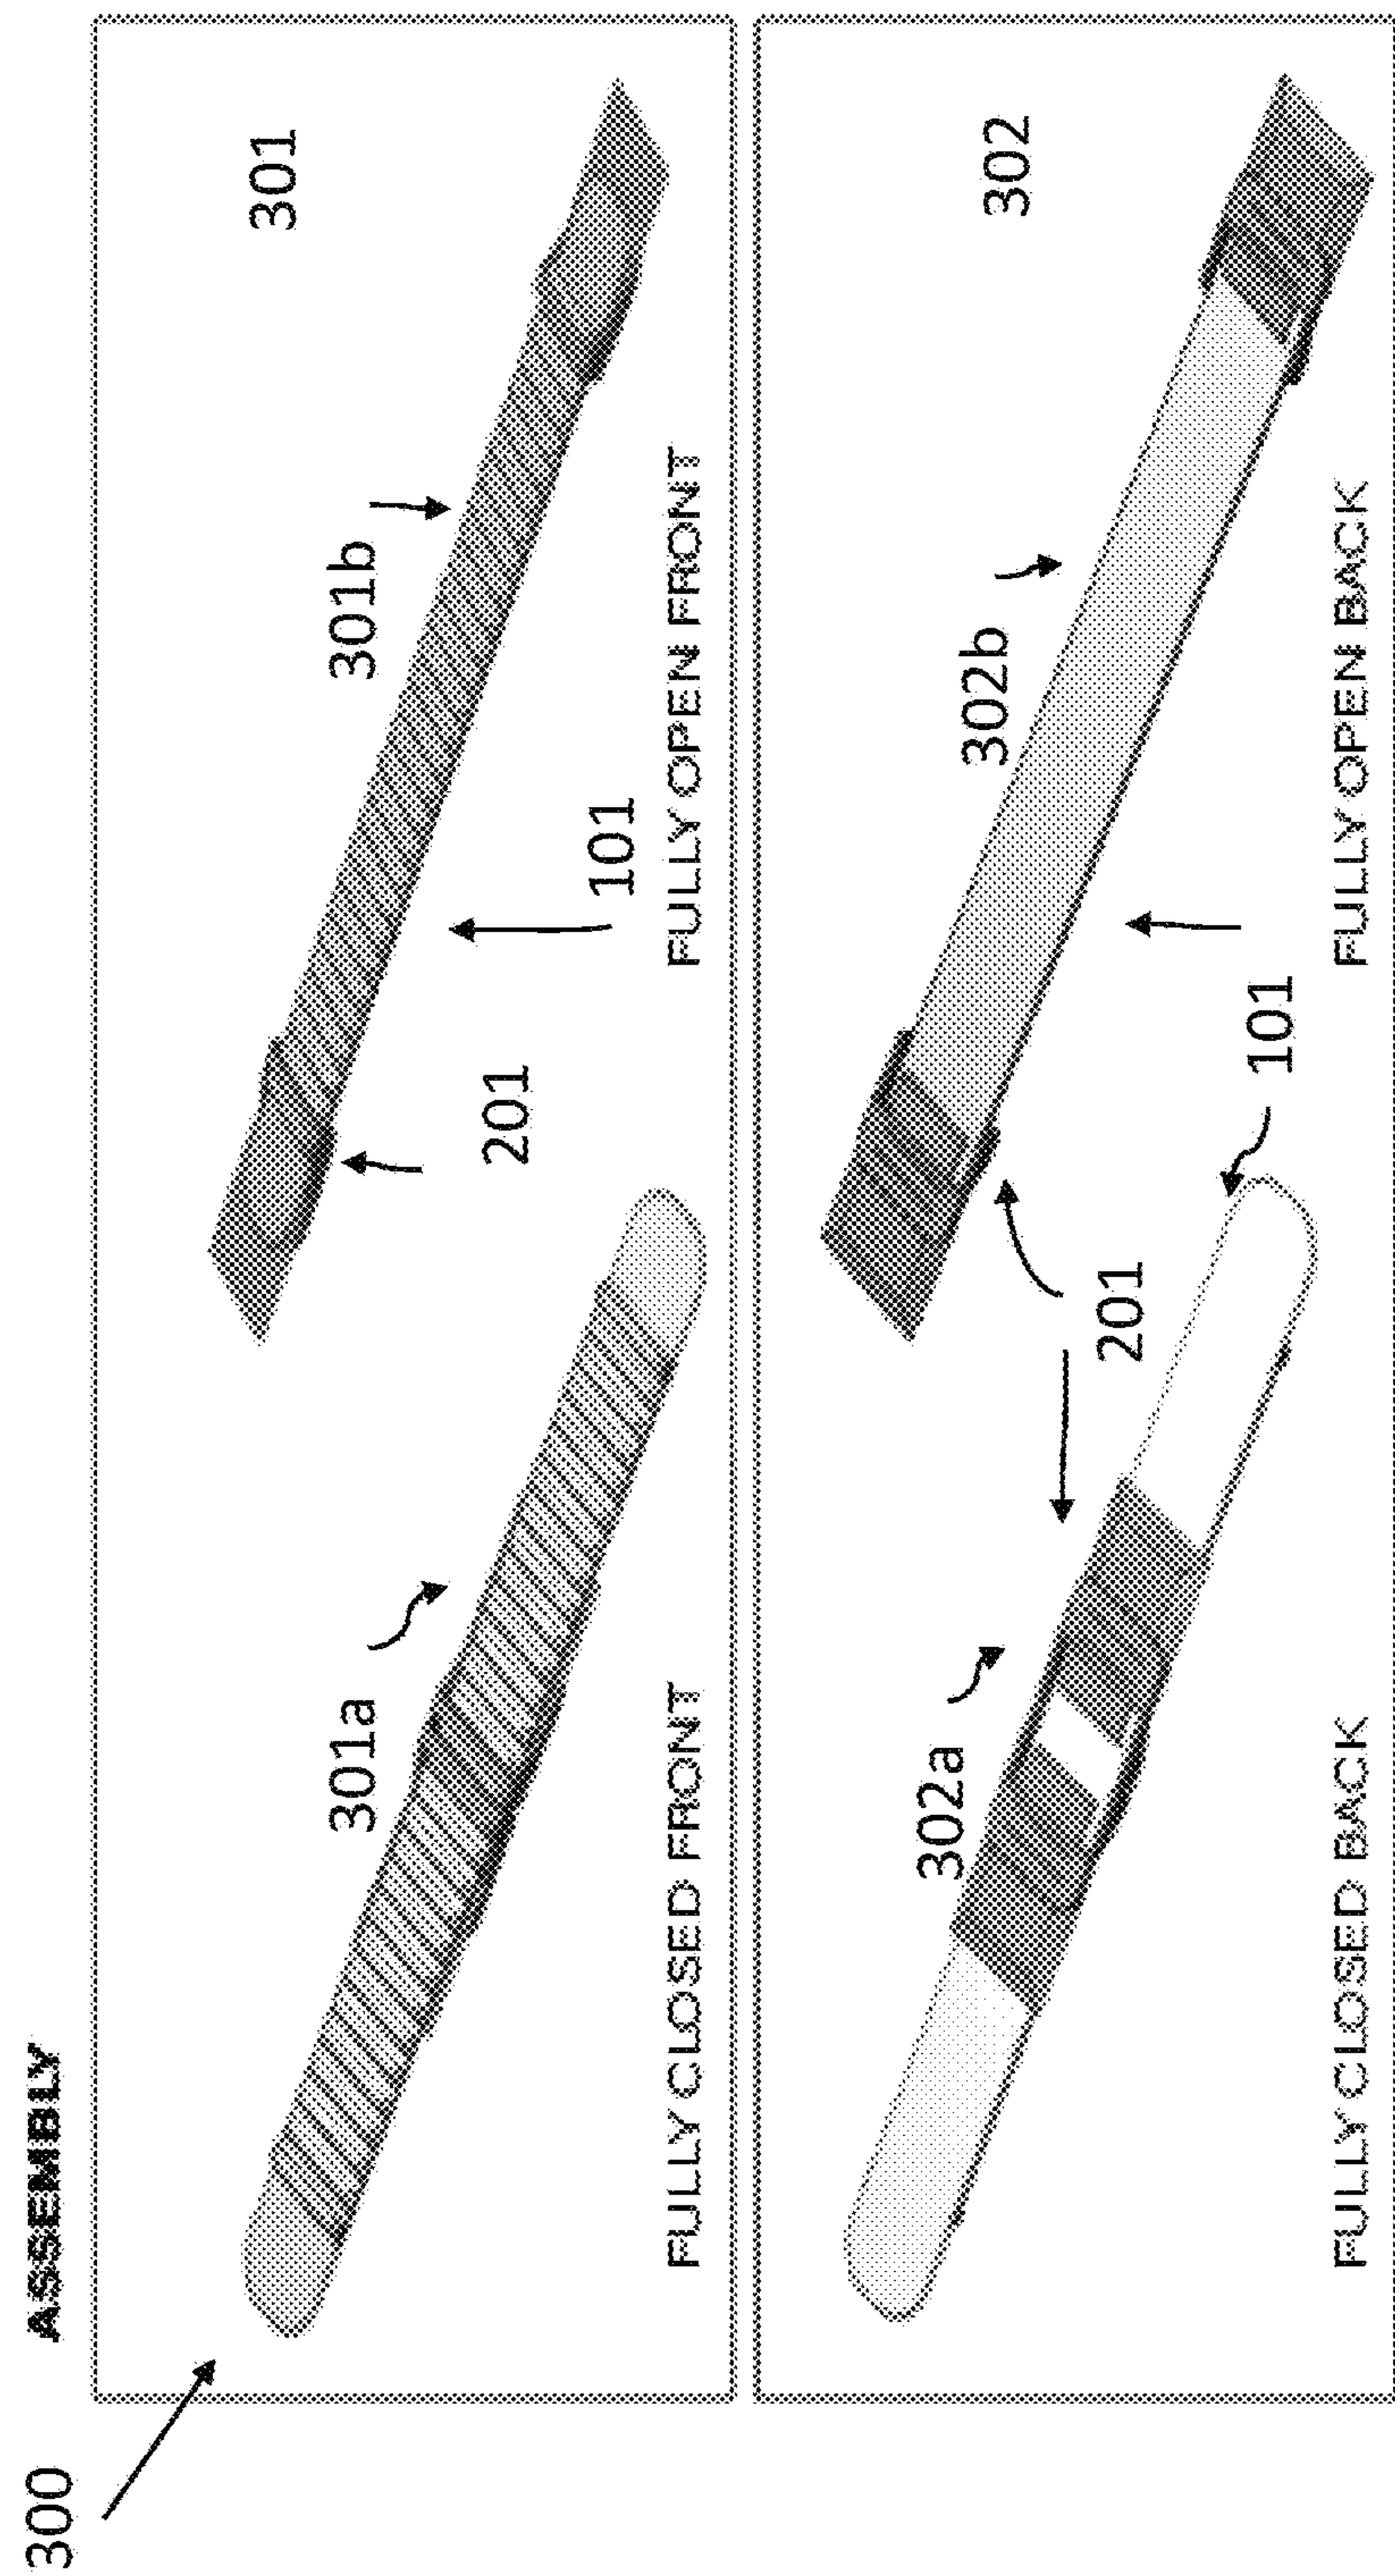 300
ASSEMBLY
301
301a
301b
201
101
FULLY CLOSED FRONT
FULLY OPEN FRONT
302
302a
302b
201
101
FULLY CLOSED BACK
FULLY OPEN BACK